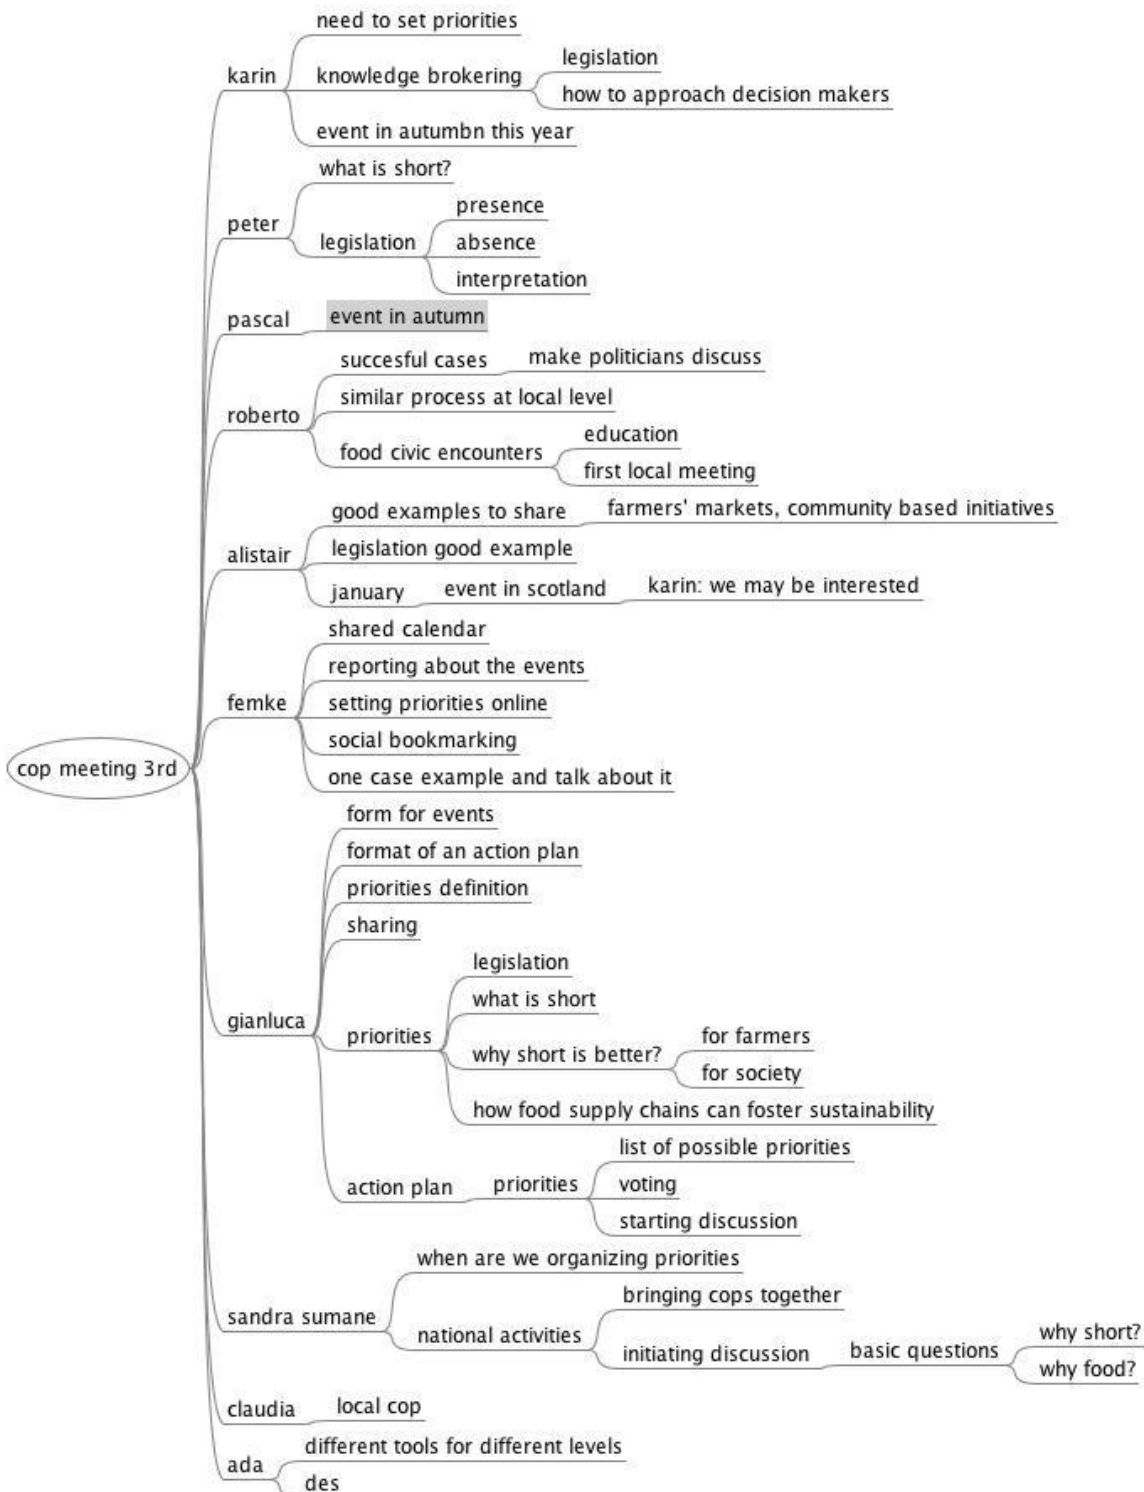 need to set priorities
karin
knowledge brokering
legislation
how to approach decision makers
event in autumbn this year
what is short?
peter
legislation
presence
absence
interpretation
pascal
event in autumn
roberto
succesful cases
make politicians discuss
similar process at local level
food civic encounters
education
first local meeting
alistair
good examples to share
farmers' markets, community based initiatives
legislation good example
january
event in scotland
karin: we may be interested
femke
shared calendar
reporting about the events
setting priorities online
social bookmarking
one case example and talk about it
cop meeting 3rd
gianluca
form for events
format of an action plan
priorities definition
sharing
priorities
legislation
what is short
why short is better?
for farmers
for society
how food supply chains can foster sustainability
action plan
priorities
list of possible priorities
voting
starting discussion
sandra sumane
when are we organizing priorities
national activities
bringing cops together
initiating discussion
basic questions
why short?
why food?
claudia
local cop
ada
different tools for different levels
des